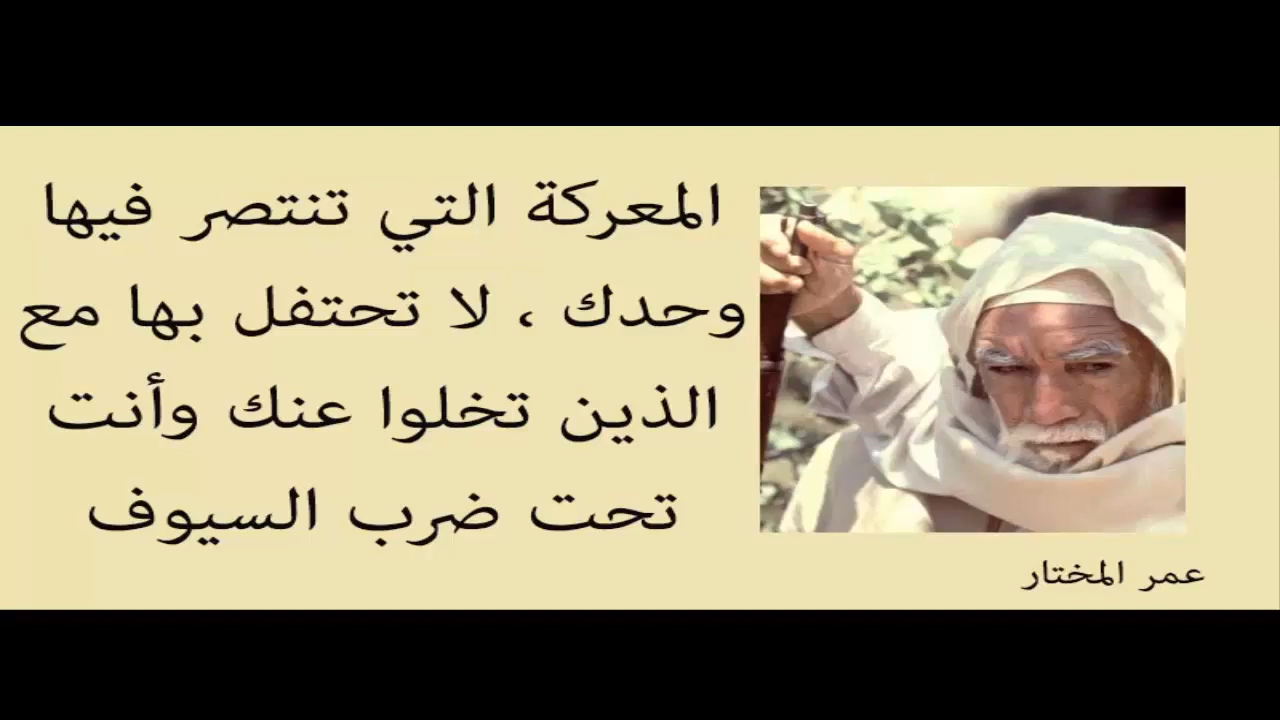 المعركة التي تنتصر فيها
وحدك ، لا تحتفل بها مع
الذين تخلوا عنك وأنت
تحت ضرب السيوف
عمر المختار